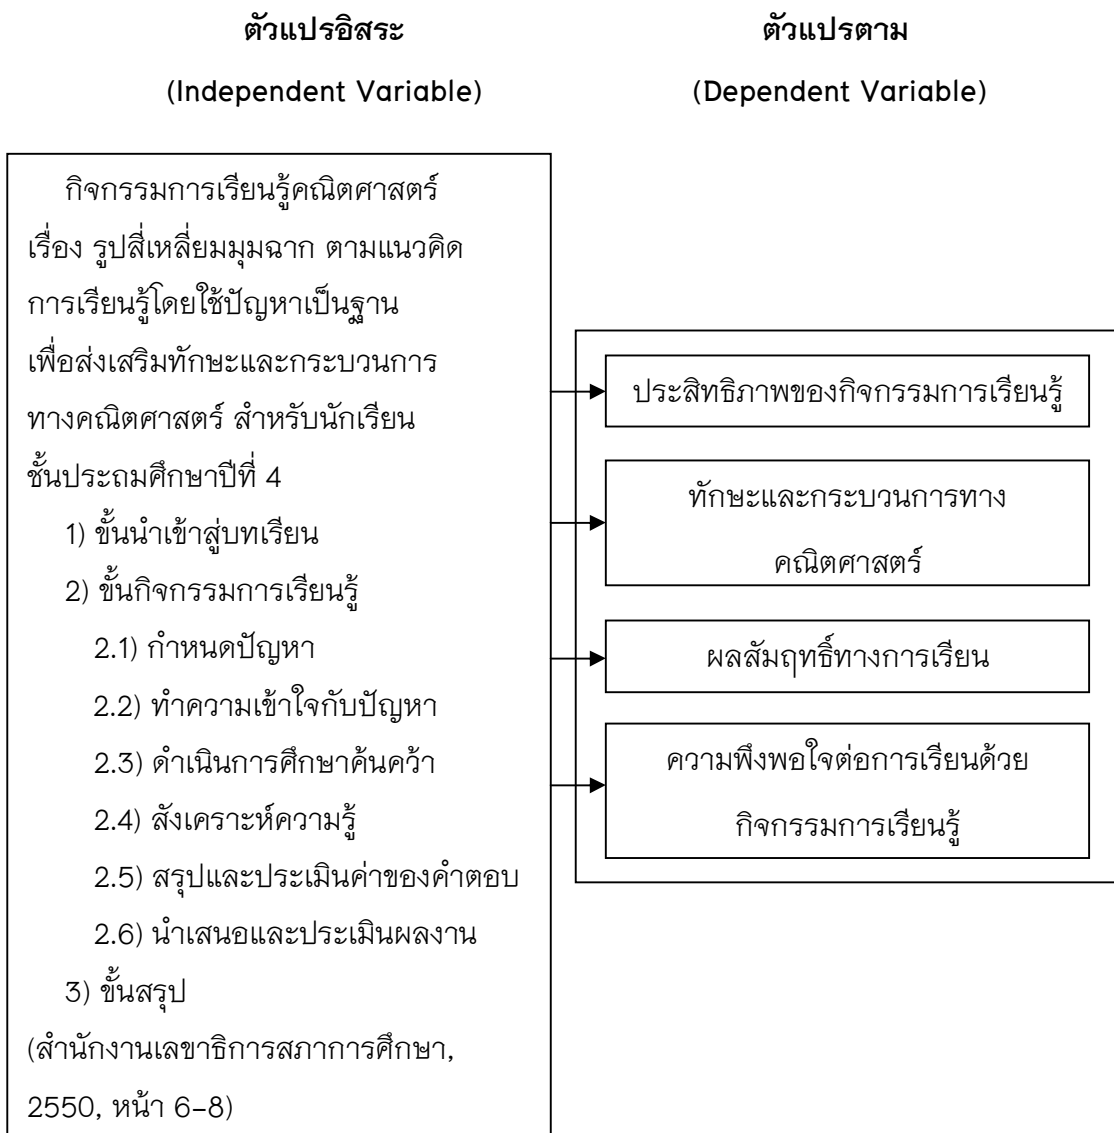 ตัวแปรอิสระ
(Independent Variable)
ตัวแปรตาม
(Dependent Variable)
กิจกรรมการเรียนรู้คณิตศาสตร์
เรื่อง รูปสี่เหลี่ยมมุมฉาก ตามแนวคิด
การเรียนรู้โดยใช้ปัญหาเป็นฐาน
เพื่อส่งเสริมทักษะและกระบวนการ
ทางคณิตศาสตร์ สำหรับนักเรียน
ชั้นประถมศึกษาปีที่ 4
1) ขั้นนำเข้าสู่บทเรียน
2) ขั้นกิจกรรมการเรียนรู้
2.1) กำหนดปัญหา
2.2) ทำความเข้าใจกับปัญหา
2.3) ดำเนินการศึกษาค้นคว้า
2.4) สังเคราะห์ความรู้
2.5) สรุปและประเมินค่าของคำตอบ
2.6) นำเสนอและประเมินผลงาน
3) ขั้นสรุป
(สำนักงานเลขาธิการสภาการศึกษา,
2550, หน้า 6-8)
ประสิทธิภาพของกิจกรรมการเรียนรู้
ทักษะและกระบวนการทาง
คณิตศาสตร์
ผลสัมฤทธิ์ทางการเรียน
ความพึงพอใจต่อการเรียนด้วย
กิจกรรมการเรียนรู้